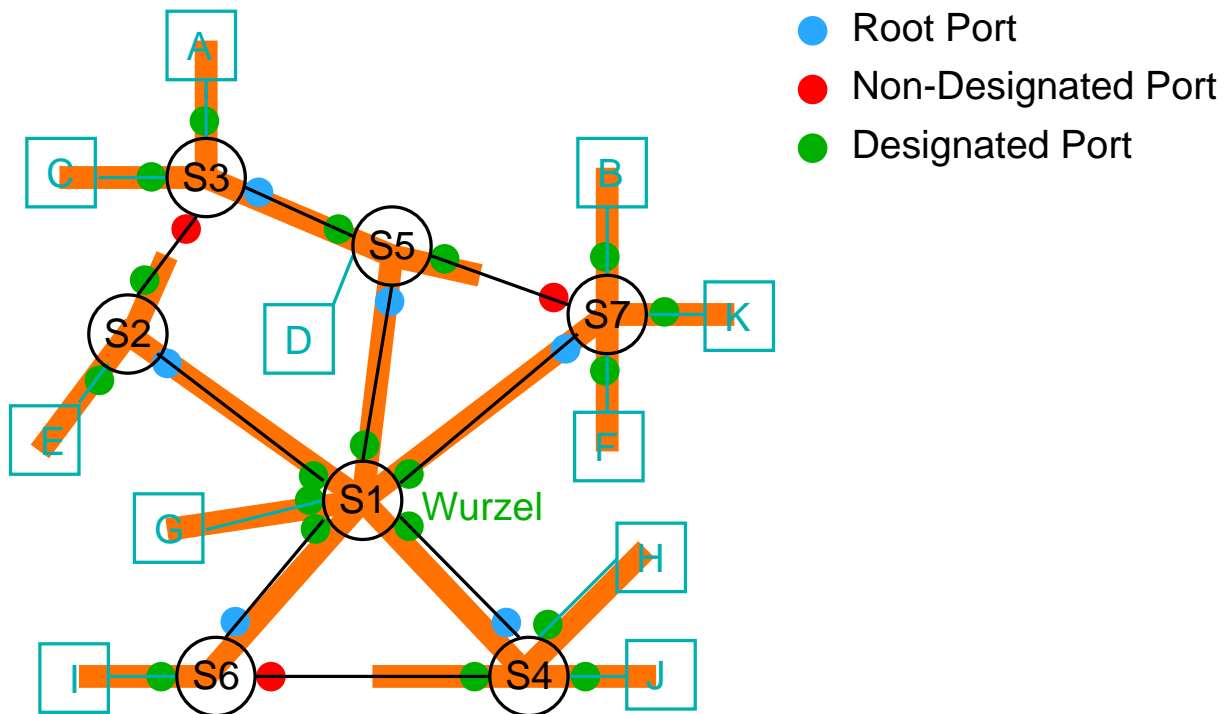 A
Root Port
Non-Designated Port
Designated Port
C
S3
B
S5
D
S7
K
S2
E
F
S1
Wurzel
G
H
I
S6
S4
J